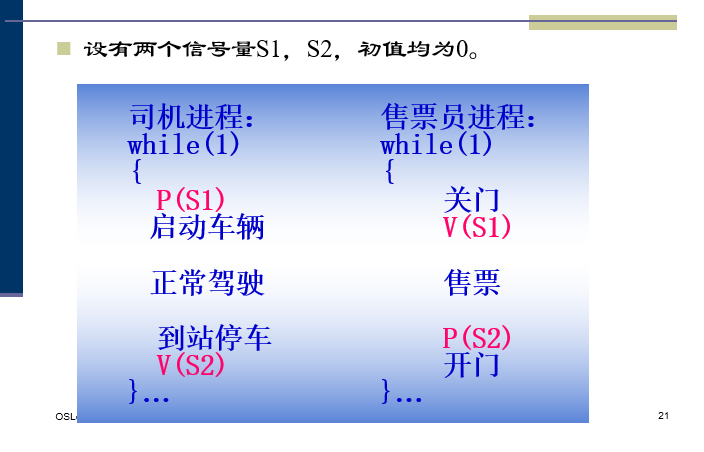 设有两个信号量S1，S2，初值均为0。
司机进程：
while(1)
{
P(S1)
启动车辆
正常驾驶
到站停车
V(S2)
}…
售票员进程：
while(1)
{
关门
V(S1)
售票
P(S2)
开门
}…
21